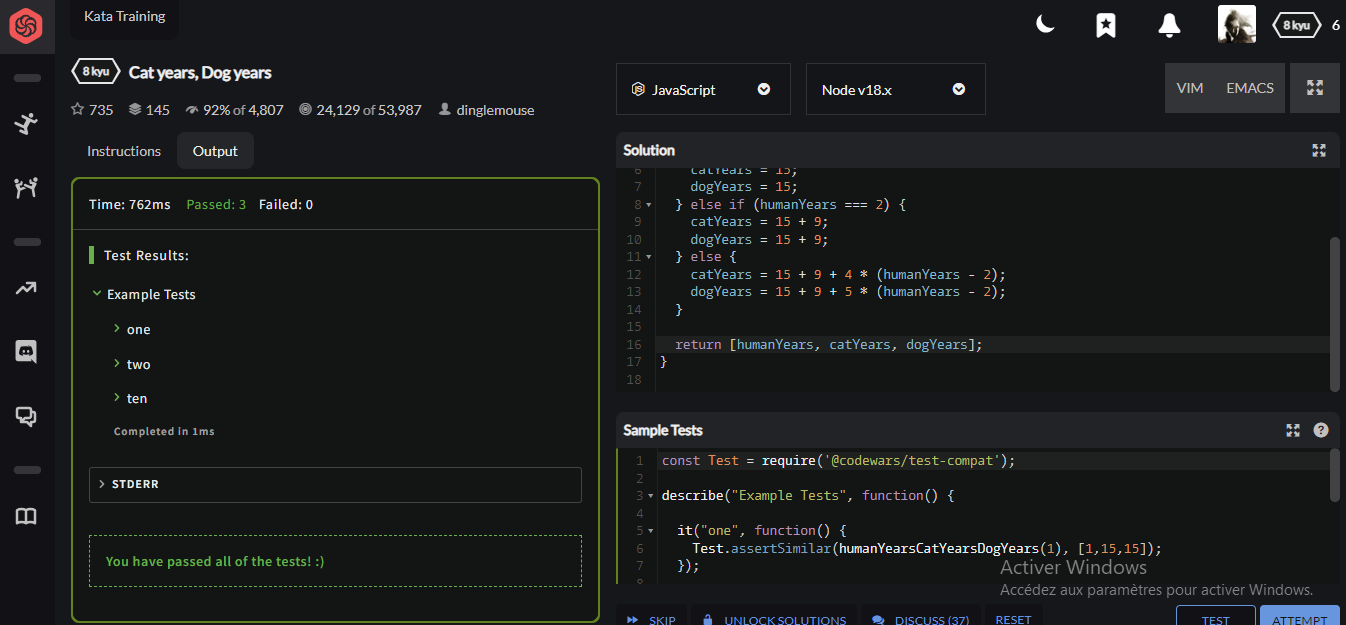 Kata Training
8 kyu
6
8 kyu Cat years, Dog years
735 145 92% of 4,807 24,129 of 53,987 dinglemouse
JavaScript
Node v18.x
VIM EMACS
Instructions Output
Time: 762ms Passed: 3 Failed: 0
Test Results:
Example Tests
one
two
ten
Completed in 1ms
STDERR
You have passed all of the tests! :)
Solution
6 catYears = 15;
7 dogYears = 15;
8 } else if (humanYears === 2) {
9 catYears = 15 + 9;
10 dogYears = 15 + 9;
11 } else {
12 catYears = 15 + 9 + 4 * (humanYears - 2);
13 dogYears = 15 + 9 + 5 * (humanYears - 2);
14 }
15
16 return [humanYears, catYears, dogYears];
17 }
18
Sample Tests
1 const Test = require('@codewars/test-compat');
2
3 describe("Example Tests", function() {
4
5 it("one", function() {
6 Test.assertSimilar(humanYearsCatYearsDogYears(1), [1,15,15]);
7 });
8
Activer Windows
Accédez aux paramètres pour activer Windows.
SKIP UNLOCK SOLUTIONS DISCUSS (37) RESET TEST ATTEMPT